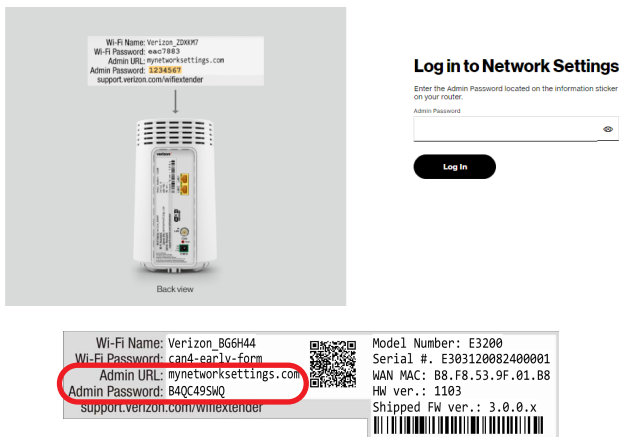 Wi-Fi Name: Verizon_ZDXKM7
Wi-Fi Password: eac7883
Admin URL: mynetworksettings.com
Admin Password: 1234567
support.verizon.com/wifiextender
Back view
Log in to Network Settings
Enter the Admin Password located on the information sticker
on your router.
Admin Password
Log In
Wi-Fi Name: Verizon_BG6H44
Wi-Fi Password: can4-early-form
Admin URL: mynetworksettings.com
Admin Password: B4QC49SWQ
support.verizon.com/wifiextender
Model Number: E3200
Serial #. E303120082400001
WAN MAC: B8.F8.53.9F.01.B8
HW ver.: 1103
Shipped FW ver.: 3.0.0.x